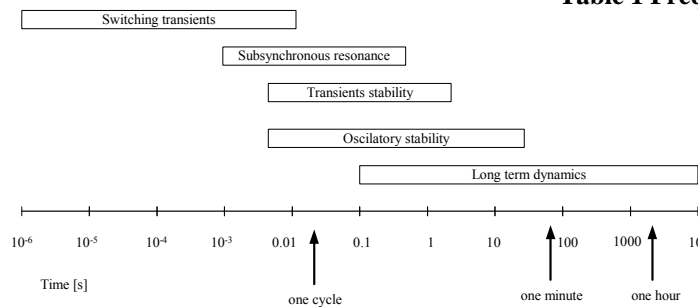 Table 1 Freq
Switching transients
Subsynchronous resonance
Transients stability
Oscilatory stability
Long term dynamics
10-6 10-5 10-4 10-3 0.01 0.1 1 10 100 1000 10
Time [s]
one cycle one minute one hour